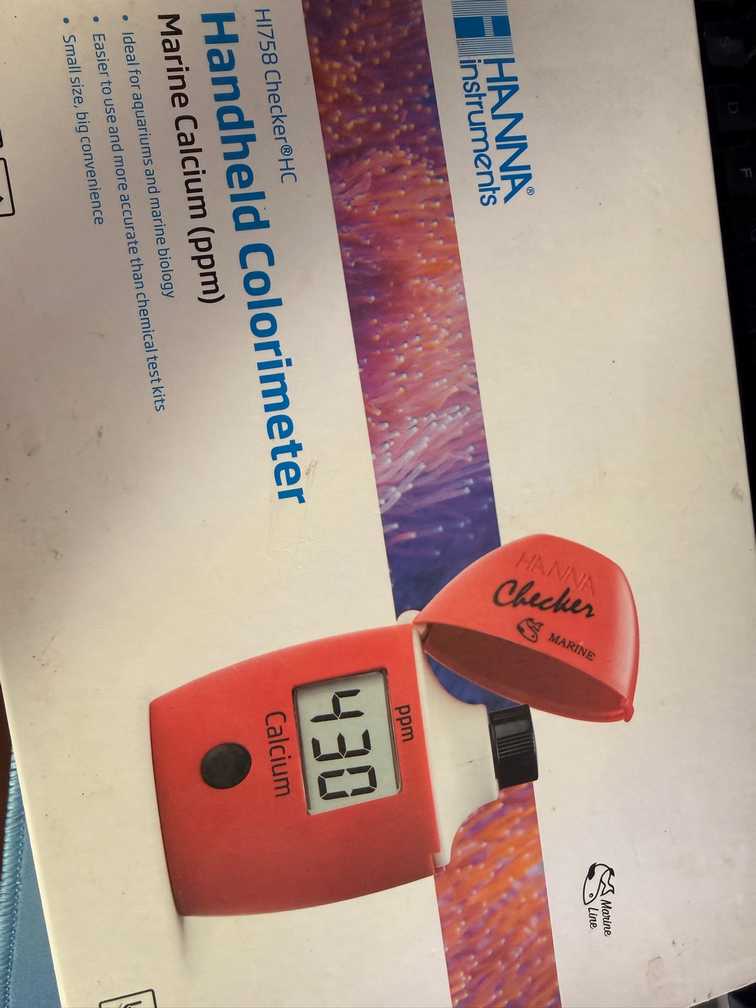 HANNA®
instruments
HI758 Checker®HC
Handheld Colorimeter
Marine Calcium (ppm)
• Ideal for aquariums and marine biology
• Easier to use and more accurate than chemical test kits
• Small size, big convenience
HANNA
Checker
MARINE
ppm
430
Calcium
Marine
Line
D
F